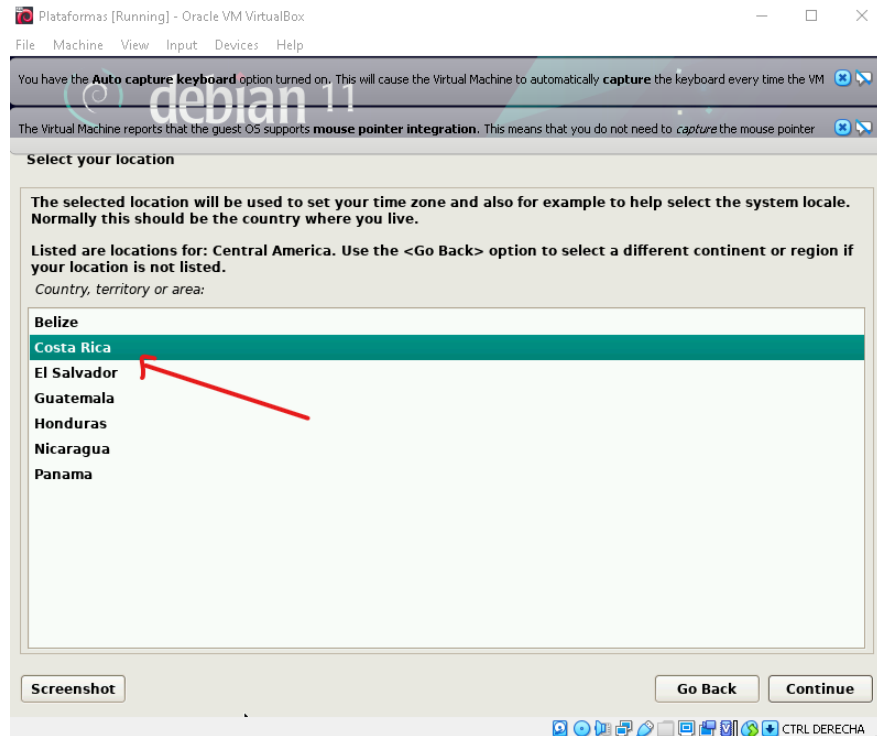 Plataformas [Running] - Oracle VM VirtualBox
File Machine View Input Devices Help
You have the Auto capture keyboard option turned on. This will cause the Virtual Machine to automatically capture the keyboard every time the VM
debian 11
The Virtual Machine reports that the guest OS supports mouse pointer integration. This means that you do not need to capture the mouse pointer
Select your location
The selected location will be used to set your time zone and also for example to help select the system locale.
Normally this should be the country where you live.
Listed are locations for: Central America. Use the <Go Back> option to select a different continent or region if
your location is not listed.
Country, territory or area:
Belize
Costa Rica
El Salvador
Guatemala
Honduras
Nicaragua
Panama
Screenshot Go Back Continue
CTRL DERECHA